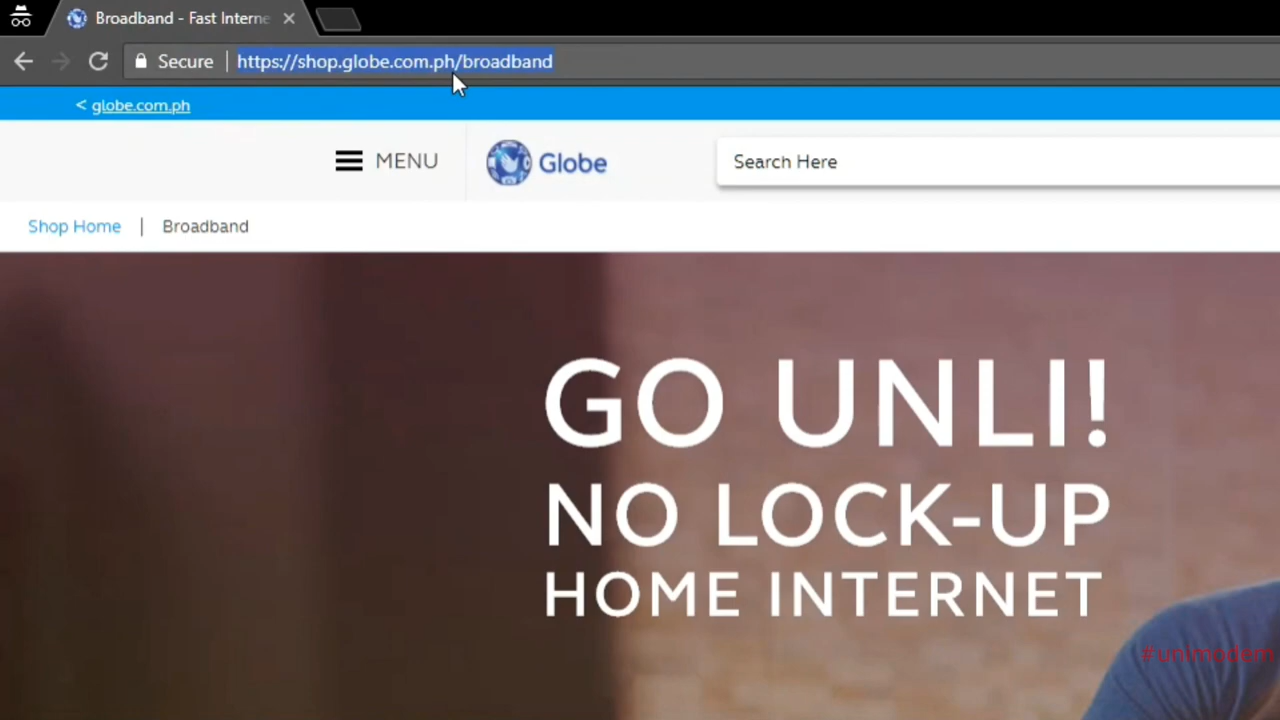 Broadband - Fast Interne
Secure
https://shop.globe.com.ph/broadband
< globe.com.ph
MENU
Globe
Search Here
Shop Home | Broadband
GO UNLI!
NO LOCK-UP
HOME INTERNET
#unlmodem